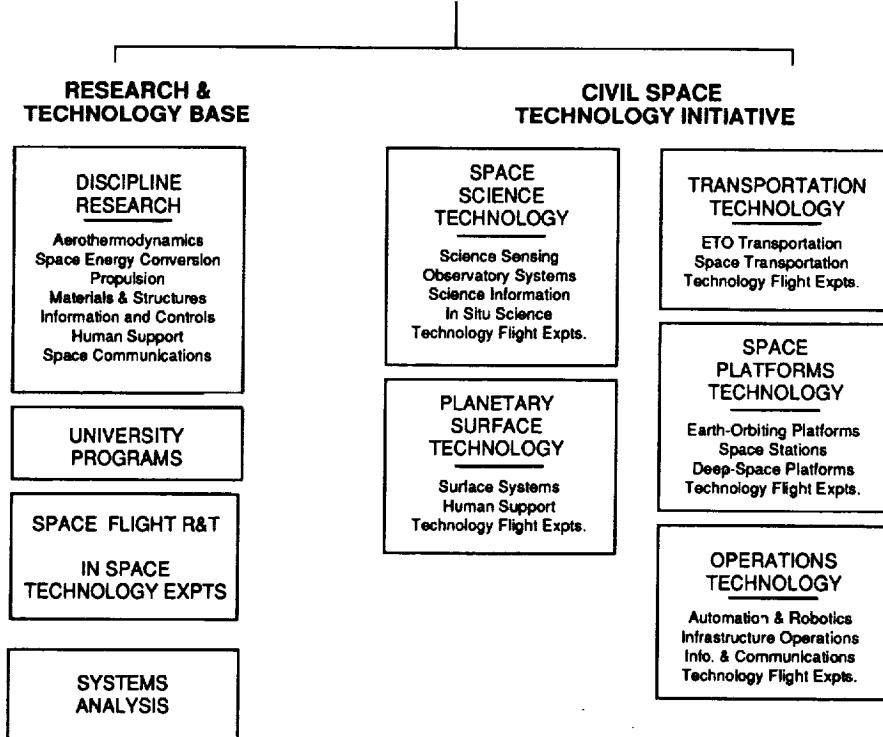 RESEARCH &
TECHNOLOGY BASE
DISCIPLINE
RESEARCH
Aerothermodynamics
Space Energy Conversion
Propulsion
Materials & Structures
Information and Controls
Human Support
Space Communications
UNIVERSITY
PROGRAMS
SPACE FLIGHT R&T
IN SPACE
TECHNOLOGY EXPTS
SYSTEMS
ANALYSIS
CIVIL SPACE
TECHNOLOGY INITIATIVE
SPACE
SCIENCE
TECHNOLOGY
Science Sensing
Observatory Systems
Science Information
In Situ Science
Technology Flight Expts.
PLANETARY
SURFACE
TECHNOLOGY
Surface Systems
Human Support
Technology Flight Expts.
TRANSPORTATION
TECHNOLOGY
ETO Transportation
Space Transportation
Technology Flight Expts.
SPACE
PLATFORMS
TECHNOLOGY
Earth-Orbiting Platforms
Space Stations
Deep-Space Platforms
Technology Flight Expts.
OPERATIONS
TECHNOLOGY
Automation & Robotics
Infrastructure Operations
Info. & Communications
Technology Flight Expts.